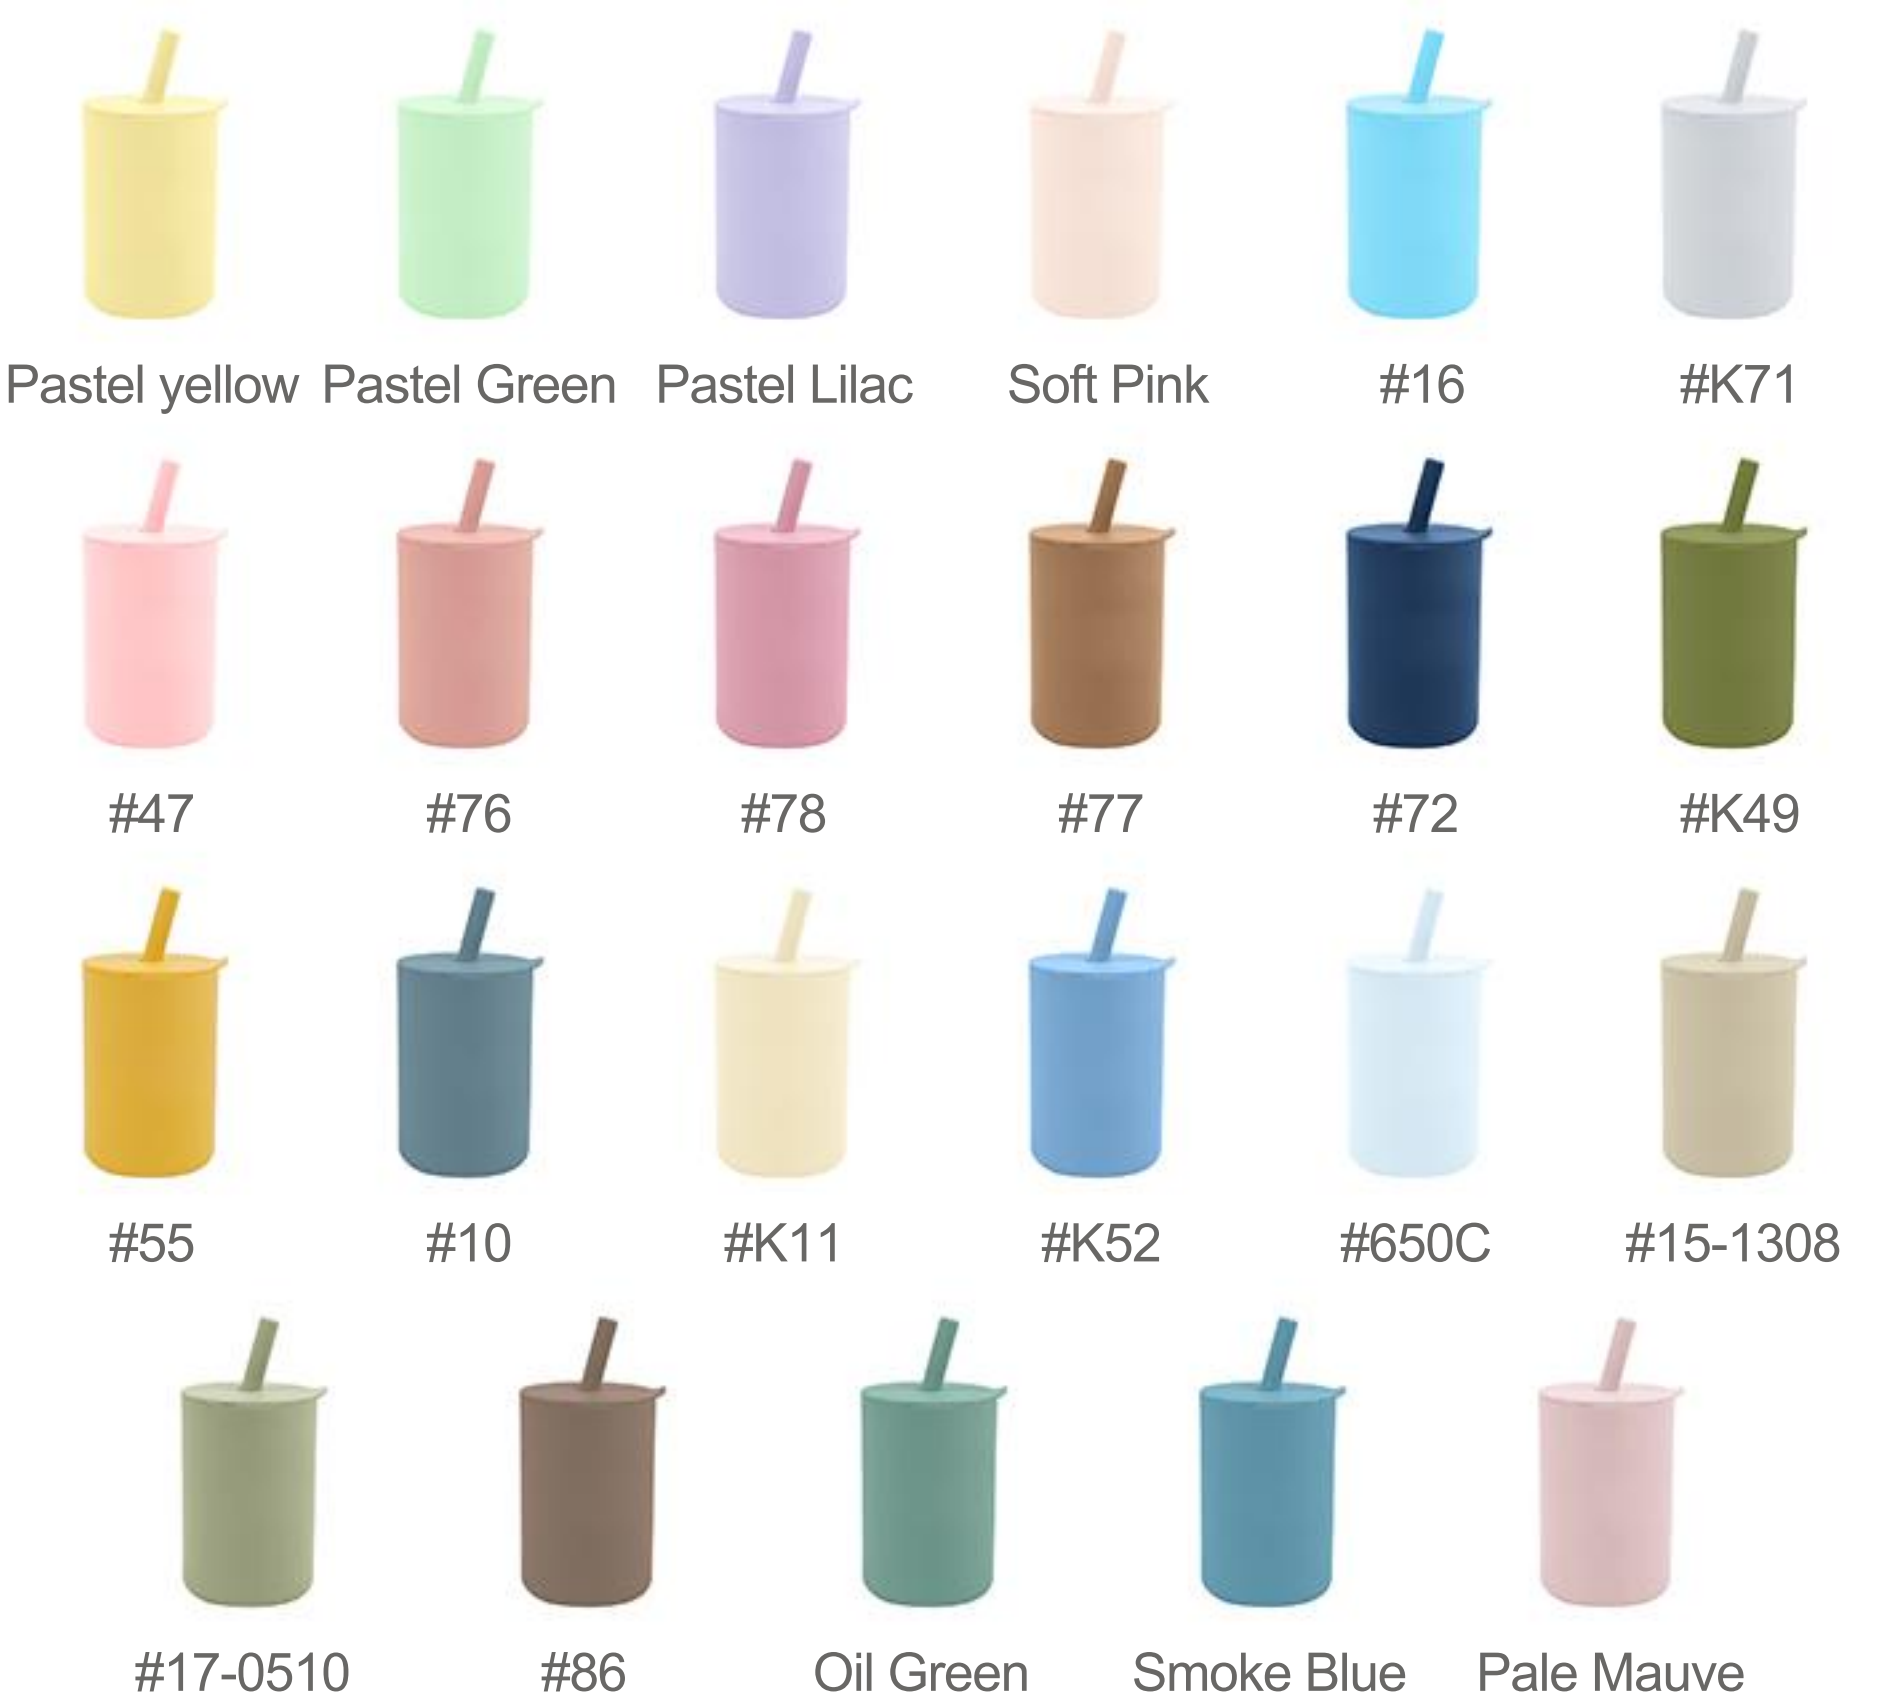 Pastel yellow Pastel Green Pastel Lilac Soft Pink #16 #K71
#47 #76 #78 #77 #72 #K49
#55 #10 #K11 #K52 #650C #15-1308
#17-0510 #86 Oil Green Smoke Blue Pale Mauve